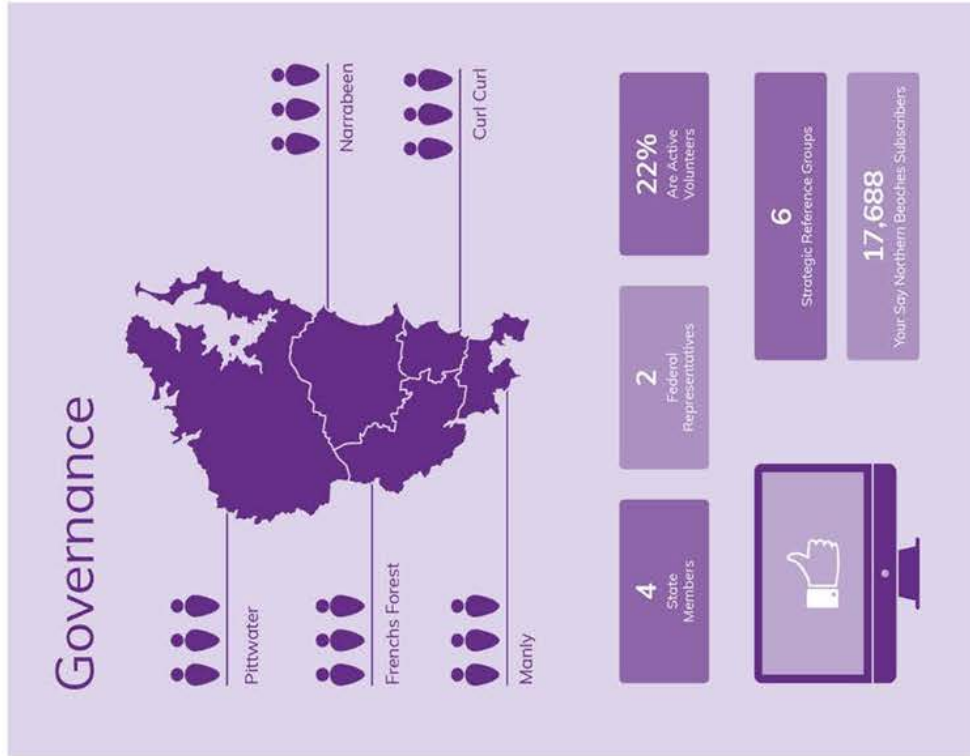 Governance
Pittwater
Frenchs Forest
Manly
Narrabeen
Curl Curl
4
State
Members
2
Federal
Representatives
22%
Are Active
Volunteers
6
Strategic Reference Groups
17,688
Your Say Northern Beaches Subscribers